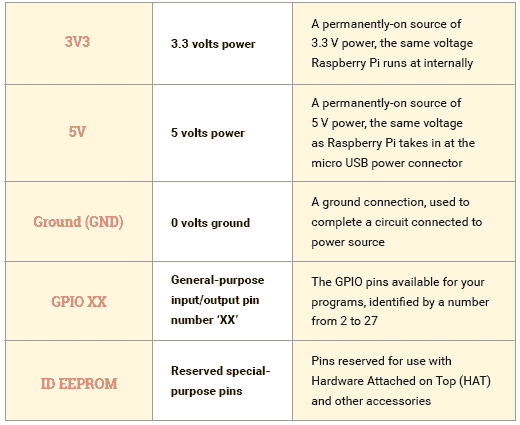 3V3
3.3 volts power
A permanently-on source of
3.3 V power, the same voltage
Raspberry Pi runs at internally
5V
5 volts power
A permanently-on source of
5 V power, the same voltage
as Raspberry Pi takes in at the
micro USB power connector
Ground (GND)
0 volts ground
A ground connection, used to
complete a circuit connected to
power source
GPIO XX
General-purpose
input/output pin
number ‘XX’
The GPIO pins available for your
programs, identified by a number
from 2 to 27
ID EEPROM
Reserved special-
purpose pins
Pins reserved for use with
Hardware Attached on Top (HAT)
and other accessories